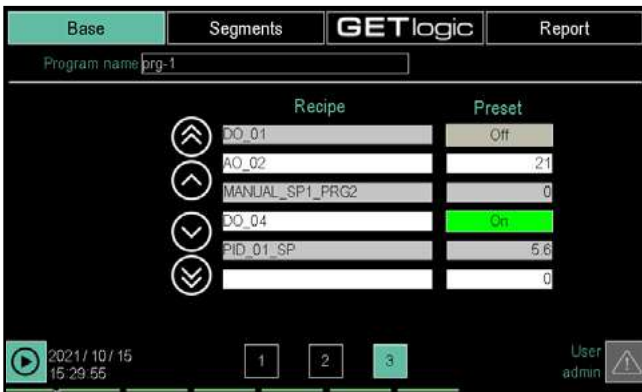 Base Segments GETlogic Report
Program name prg-1
Recipe Preset
DO_01 Off
AO_02 21
MANUAL_SP1_PRG2 0
DO_04 On
PID_01_SP 5.6
0
2021/10/15
15:29:55
1 2 3
User
admin